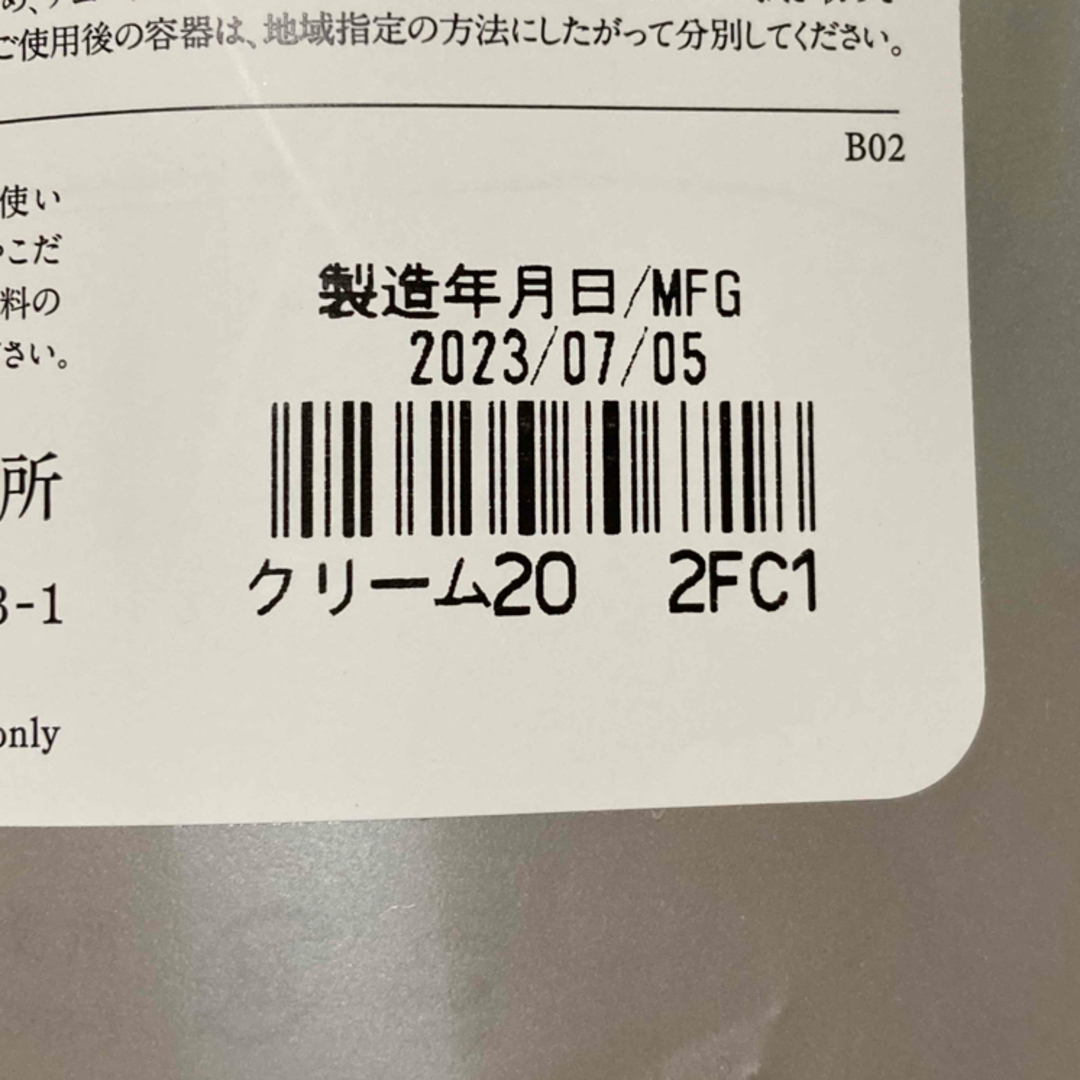 ご使用後の容器は、地域指定の方法にしたがって分別してください。
B02
使い
こだ
料の
さい。
所
3-1
only
製造年月日/MFG
2023/07/05
クリーム20 2FC1